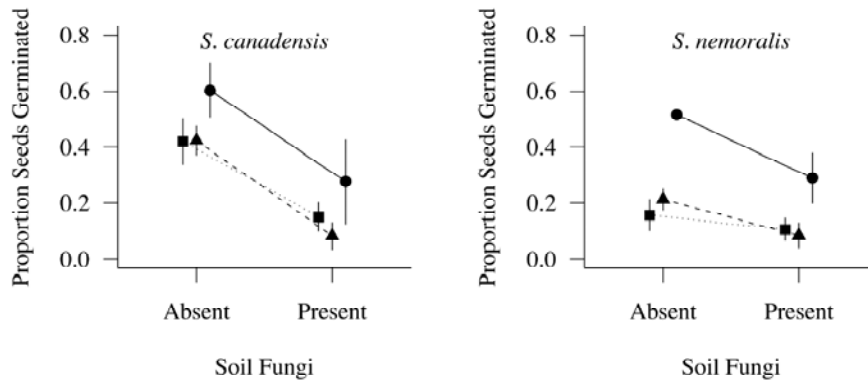 Proportion Seeds Germinated
0.8
0.6
0.4
0.2
0.0
S. canadensis
Absent
Present
Soil Fungi
Proportion Seeds Germinated
0.8
0.6
0.4
0.2
0.0
S. nemoralis
Absent
Present
Soil Fungi